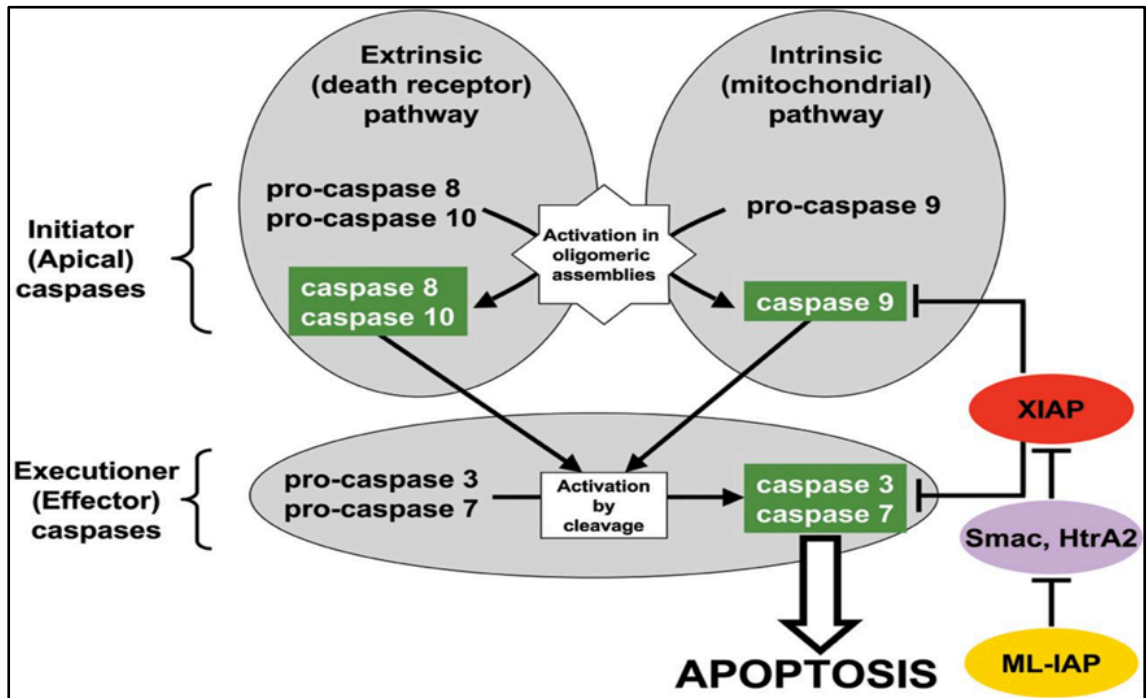 Extrinsic
(death receptor)
pathway
Intrinsic
(mitochondrial)
pathway
Initiator
(Apical)
caspases
pro-caspase 8
pro-caspase 10
Activation in
oligomeric
assemblies
pro-caspase 9
caspase 8
caspase 10
caspase 9
XIAP
Executioner
(Effector)
caspases
pro-caspase 3
pro-caspase 7
Activation
by
cleavage
caspase 3
caspase 7
Smac, HtrA2
ML-IAP
APOPTOSIS